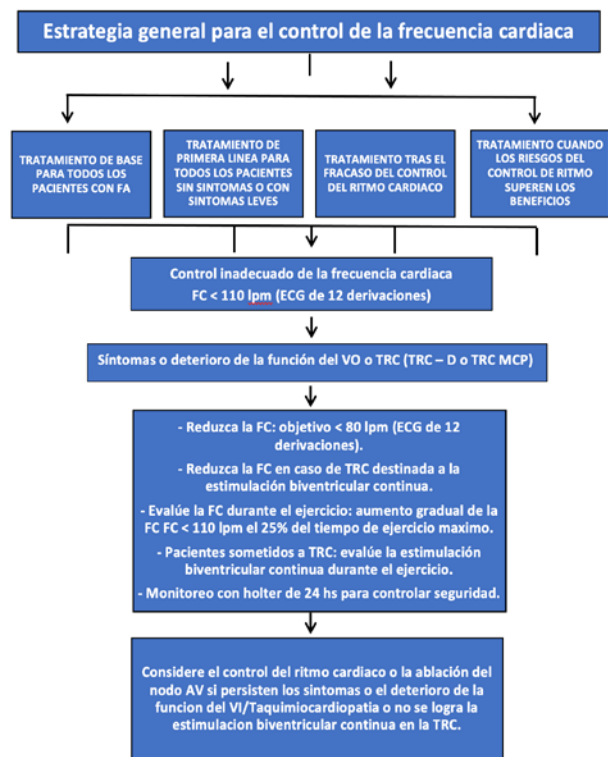 Estrategia general para el control de la frecuencia cardiaca
TRATAMIENTO DE BASE
PARA TODOS LOS
PACIENTES CON FA
TRATAMIENTO DE
PRIMERA LINEA PARA
TODOS LOS PACIENTES
SIN SINTOMAS O CON
SINTOMAS LEVES
TRATAMIENTO TRAS EL
FRACASO DEL CONTROL
DEL RITMO CARDIACO
TRATAMIENTO CUANDO
LOS RIESGOS DEL
CONTROL DE RITMO
SUPEREN LOS
BENEFICIOS
Control inadecuado de la frecuencia cardiaca
FC < 110 lpm (ECG de 12 derivaciones)
Síntomas o deterioro de la función del VO o TRC (TRC – D o TRC MCP)
- Reduzca la FC: objetivo < 80 lpm (ECG de 12
derivaciones).
- Reduzca la FC en caso de TRC destinada a la
estimulación biventricular continua.
- Evalúe la FC durante el ejercicio: aumento gradual de la
FC FC < 110 lpm el 25% del tiempo de ejercicio maximo.
- Pacientes sometidos a TRC: evalúe la estimulación
biventricular continua durante el ejercicio.
- Monitoreo con holter de 24 hs para controlar seguridad.
Considere el control del ritmo cardiaco o la ablación del
nodo AV si persisten los sintomas o el deterioro de la
funcion del VI/Taquimiocardiopatia o no se logra la
estimulacion biventricular continua en la TRC.